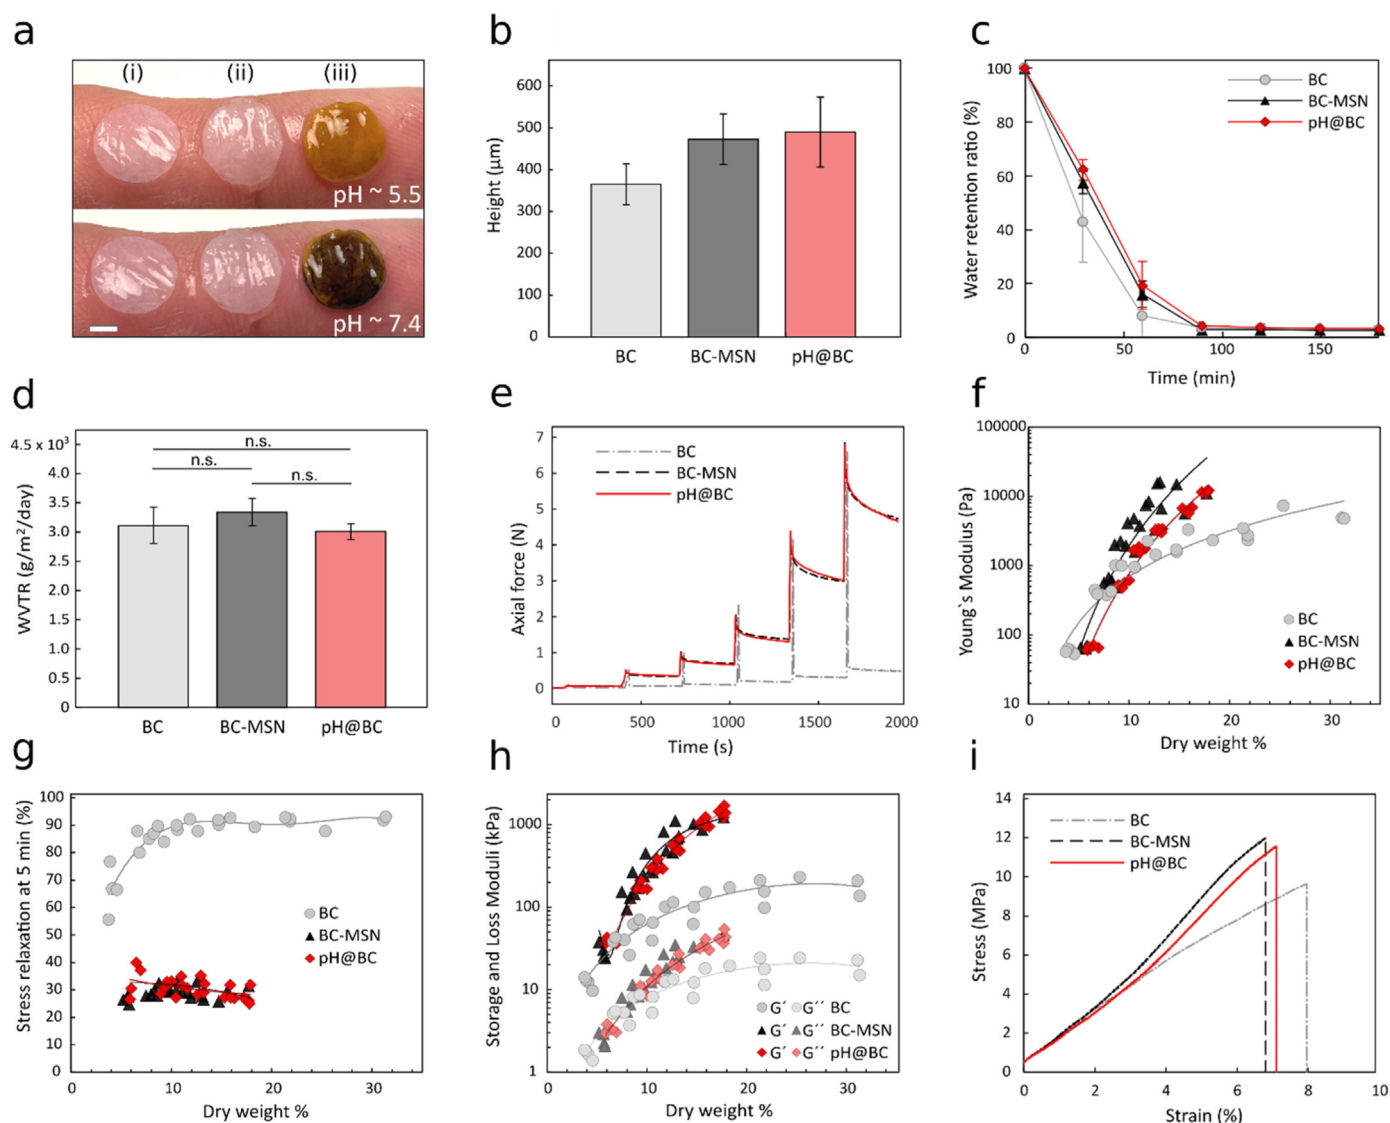 a
(i) (ii) (iii)
pH ~ 5.5
pH ~ 7.4
b
Height (µm)
600
500
400
300
200
100
0
BC BC-MSN pH@BC
c
Water retention ratio (%)
100
80
60
40
20
0
0 50 100 150
Time (min)
BC
BC-MSN
pH@BC
d
WVTR (g/m²/day)
4.5 x 10³
4.0
3.5
3.0
2.5
2.0
1.5
1.0
0.5
0
n.s.
n.s.
n.s.
BC BC-MSN pH@BC
e
Axial force (N)
7
6
5
4
3
2
1
0
0 500 1000 1500 2000
Time (s)
BC
BC-MSN
pH@BC
f
Young`s Modulus (Pa)
100000
10000
1000
100
10
0 10 20 30
Dry weight %
BC
BC-MSN
pH@BC
g
Stress relaxation at 5 min (%)
100
90
80
70
60
50
40
30
20
10
0
0 10 20 30
Dry weight %
BC
BC-MSN
pH@BC
h
Storage and Loss Moduli (kPa)
1000
100
10
1
0 10 20 30
Dry weight %
G´ G´´ BC
G´ G´´ BC-MSN
G´ G´´ pH@BC
i
Stress (MPa)
14
12
10
8
6
4
2
0
0 2 4 6 8 10
Strain (%)
BC
BC-MSN
pH@BC